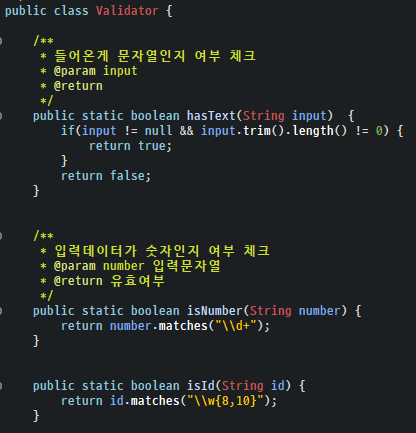 public class Validator {
/**
* 들어온게 문자열인지 여부 체크
* @param input
* @return
*/
public static boolean hasText(String input)  {
if(input != null && input.trim().length() != 0) {
return true;
}
return false;
}
/**
* 입력데이터가 숫자인지 여부 체크
* @param number 입력문자열
* @return 유효여부
*/
public static boolean isNumber(String number) {
return number.matches("\\d+");
}
public static boolean isId(String id) {
return id.matches("\\w{8,10}");
}